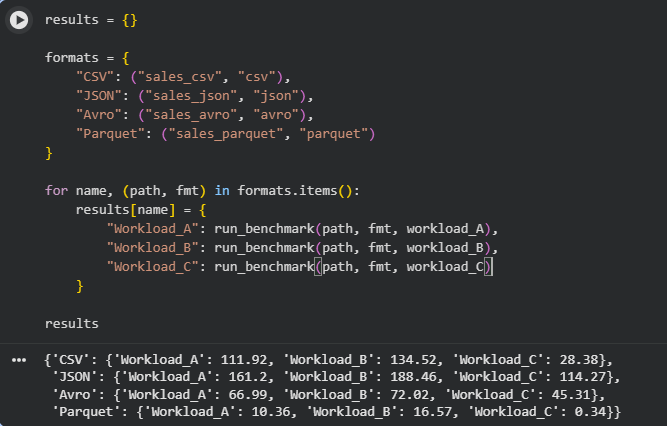 results = {}
formats = {
    "CSV": ("sales_csv", "csv"),
    "JSON": ("sales_json", "json"),
    "Avro": ("sales_avro", "avro"),
    "Parquet": ("sales_parquet", "parquet")
}
for name, (path, fmt) in formats.items():
    results[name] = {
        "Workload_A": run_benchmark(path, fmt, workload_A),
        "Workload_B": run_benchmark(path, fmt, workload_B),
        "Workload_C": run_benchmark(path, fmt, workload_C)
    }
results
{'CSV': {'Workload_A': 111.92, 'Workload_B': 134.52, 'Workload_C': 28.38},
 'JSON': {'Workload_A': 161.2, 'Workload_B': 188.46, 'Workload_C': 114.27},
 'Avro': {'Workload_A': 66.99, 'Workload_B': 72.02, 'Workload_C': 45.31},
 'Parquet': {'Workload_A': 10.36, 'Workload_B': 16.57, 'Workload_C': 0.34}}